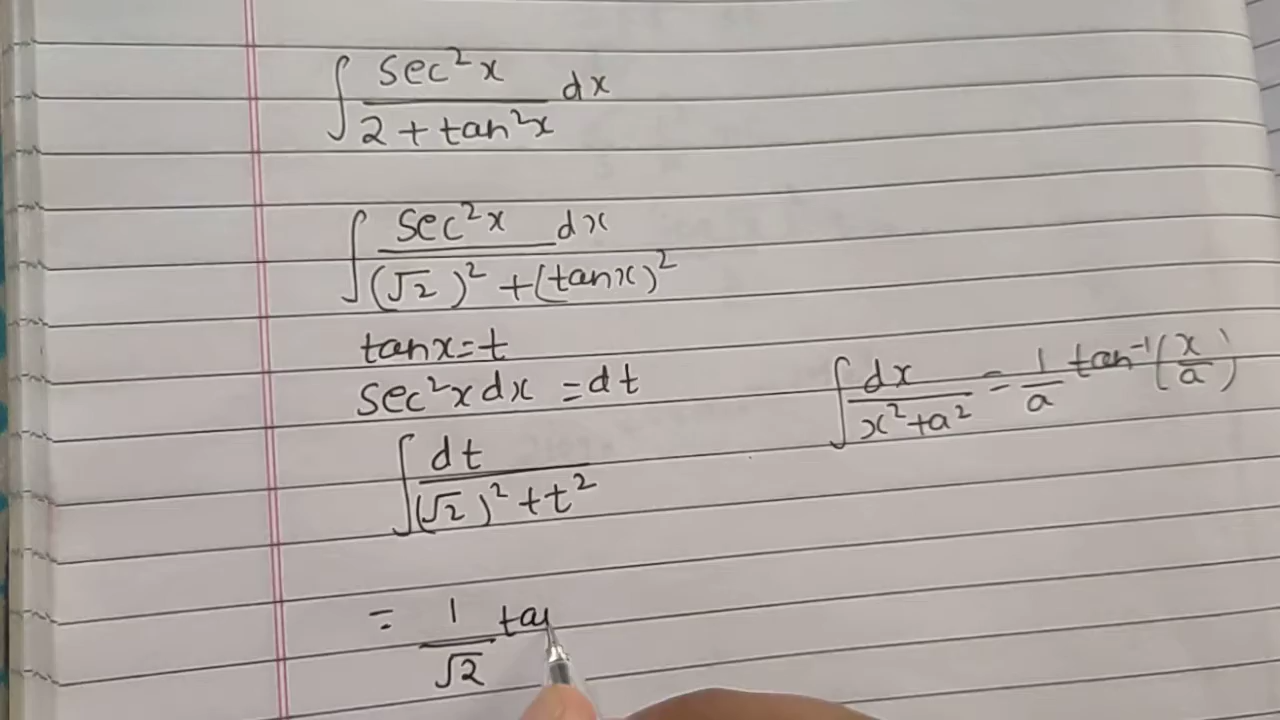 ∫ sec²x / 2 + tan²x dx
∫ sec²x / (√2)² + (tanx)² dx
tanx = t
sec²x dx = dt
∫ dx / x² + a² = 1/a tan⁻¹(x/a)
∫ dt / (√2)² + t²
= 1/√2 tan